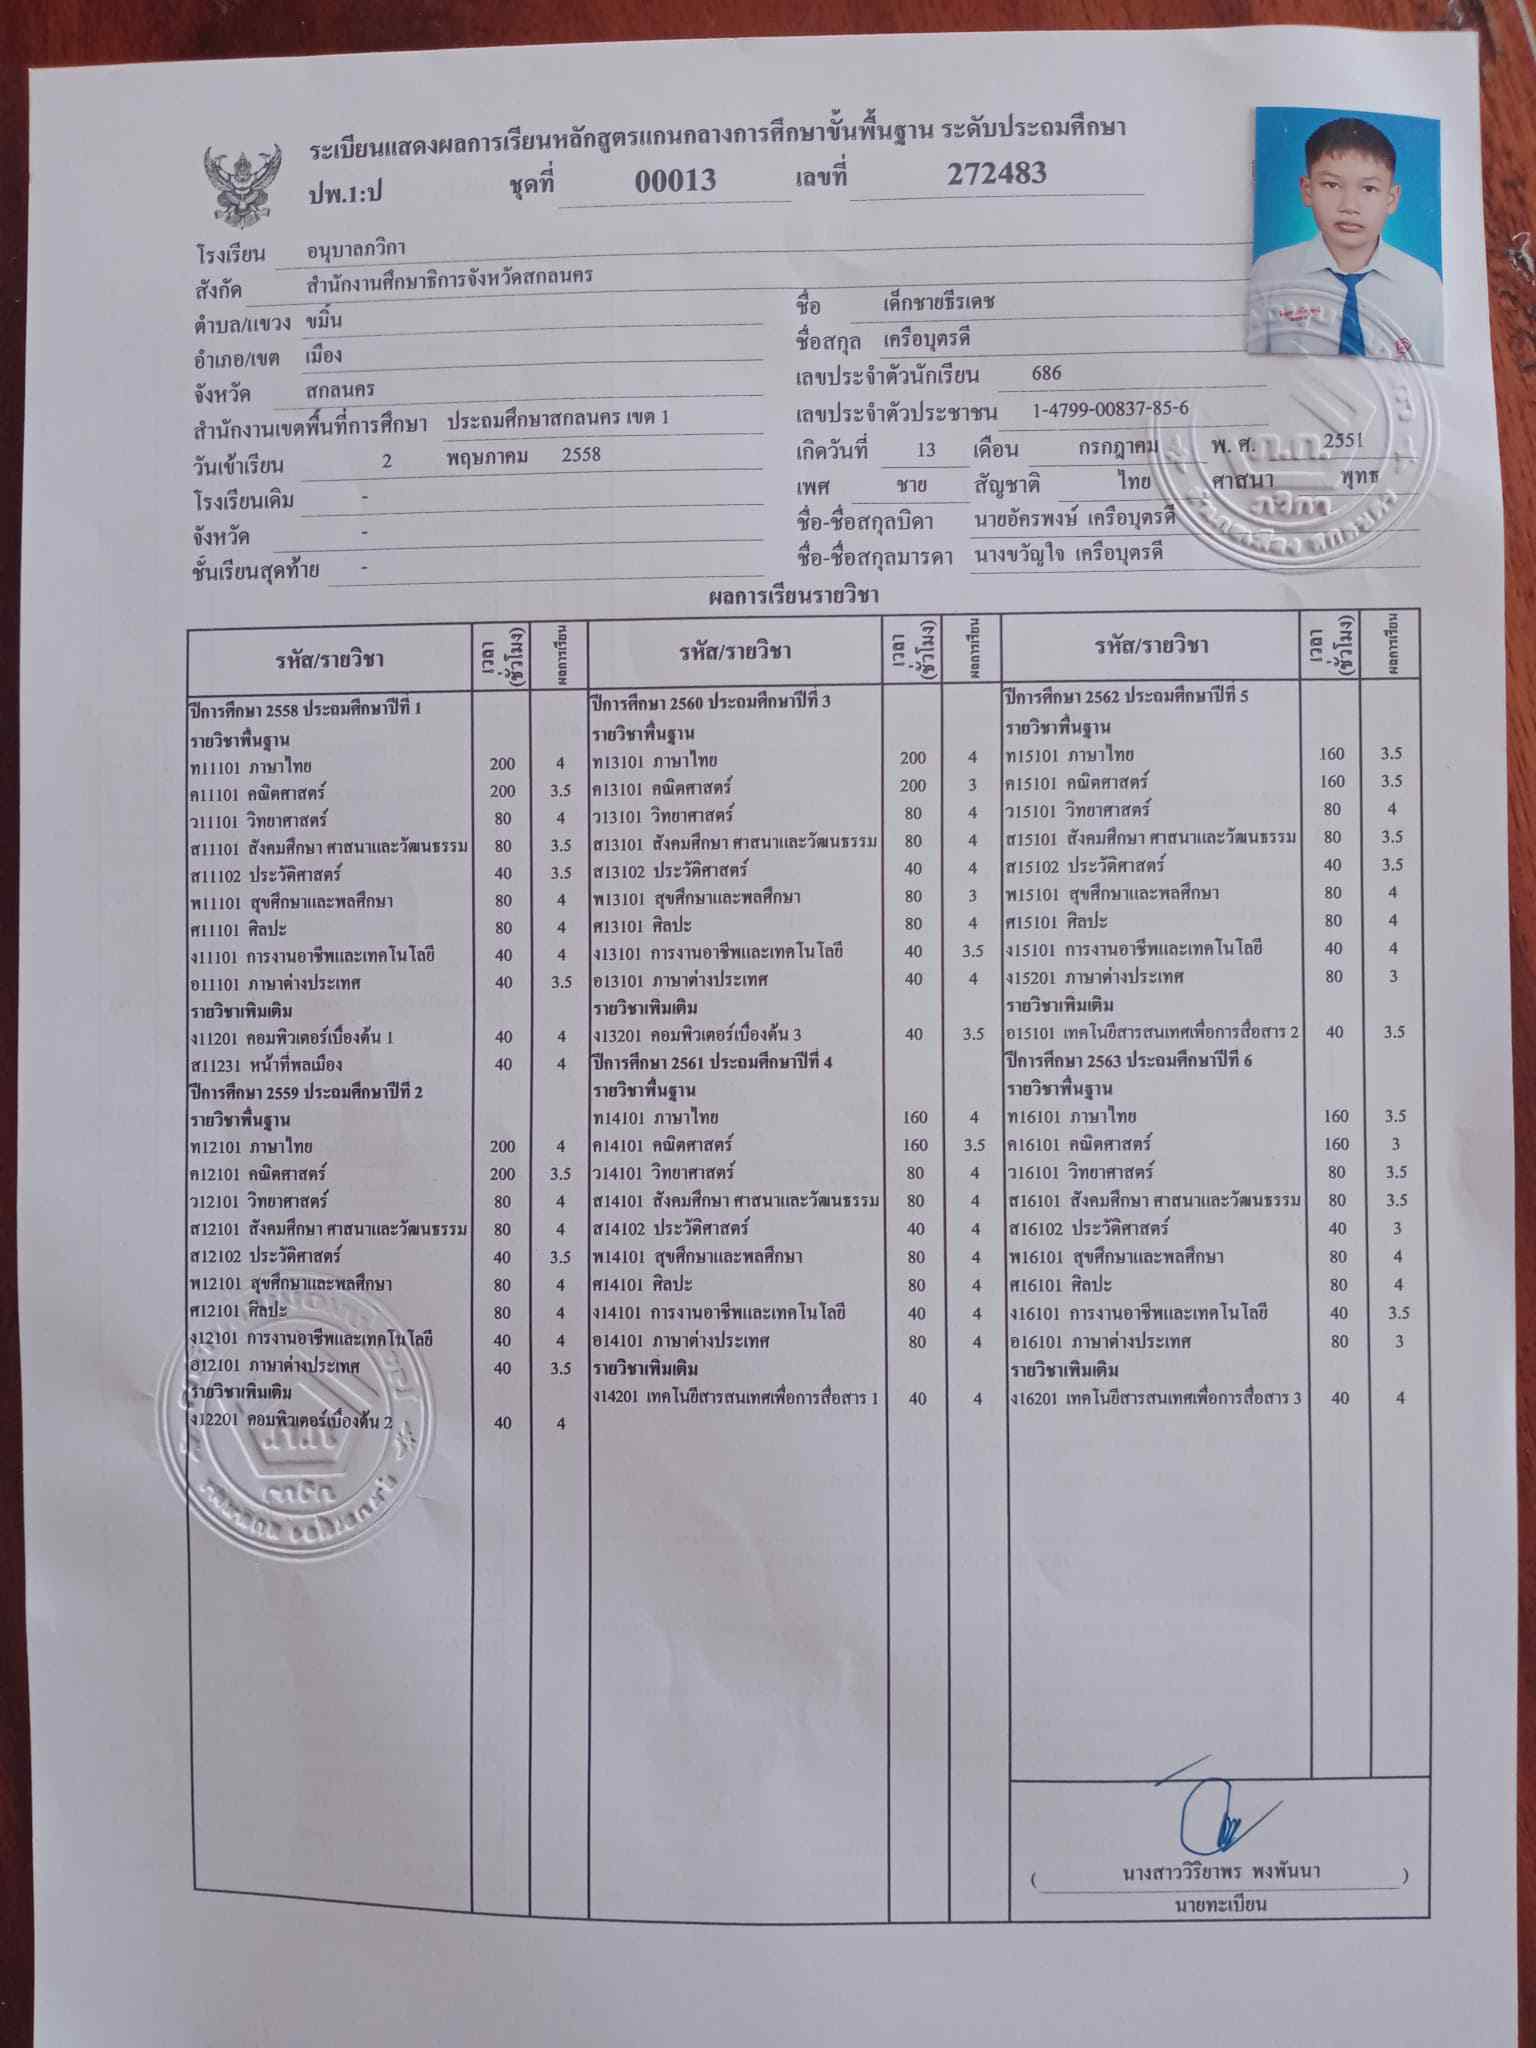 ระเบียนแสดงผลการเรียนหลักสูตรแกนกลางการศึกษาขั้นพื้นฐาน ระดับประถมศึกษา
ปพ.1:ป ชุดที่ 00013 เลขที่ 272483
โรงเรียน อนุบาลภวิกา
สังกัด สำนักงานศึกษาธิการจังหวัดสกลนคร
ตำบล/แขวง ขมิ้น
อำเภอ/เขต เมือง
จังหวัด สกลนคร
สำนักงานเขตพื้นที่การศึกษา ประถมศึกษาสกลนคร เขต 1
วันเข้าเรียน 2 พฤษภาคม 2558
โรงเรียนเดิม -
จังหวัด -
ชั้นเรียนสุดท้าย -
ชื่อ เด็กชายธีรเดช
ชื่อสกุล เครือบุตรดี
เลขประจำตัวนักเรียน 686
เลขประจำตัวประชาชน 1-4799-00837-85-6
เกิดวันที่ 13 เดือน กรกฎาคม พ. ศ. 2551
เพศ ชาย สัญชาติ ไทย ศาสนา พุทธ
ชื่อ-ชื่อสกุลบิดา นายอัครพงษ์ เครือบุตรดี
ชื่อ-ชื่อสกุลมารดา นางขวัญใจ เครือบุตรดี
ผลการเรียนรายวิชา
รหัส/รายวิชา เวลา (ชั่วโมง) ผลการเรียน
ปีการศึกษา 2558 ประถมศึกษาปีที่ 1
รายวิชาพื้นฐาน
ท11101 ภาษาไทย 200 4
ค11101 คณิตศาสตร์ 200 3.5
ว11101 วิทยาศาสตร์ 80 4
ส11101 สังคมศึกษา ศาสนาและวัฒนธรรม 80 3.5
ส11102 ประวัติศาสตร์ 40 3.5
พ11101 สุขศึกษาและพลศึกษา 80 4
ศ11101 ศิลปะ 80 4
ง11101 การงานอาชีพและเทคโนโลยี 40 4
อ11101 ภาษาต่างประเทศ 40 3.5
รายวิชาเพิ่มเติม
ง11201 คอมพิวเตอร์เบื้องต้น 1 40 4
ส11231 หน้าที่พลเมือง 40 4
ปีการศึกษา 2559 ประถมศึกษาปีที่ 2
รายวิชาพื้นฐาน
ท12101 ภาษาไทย 200 4
ค12101 คณิตศาสตร์ 200 3.5
ว12101 วิทยาศาสตร์ 80 4
ส12101 สังคมศึกษา ศาสนาและวัฒนธรรม 80 4
ส12102 ประวัติศาสตร์ 40 3.5
พ12101 สุขศึกษาและพลศึกษา 80 4
ศ12101 ศิลปะ 80 4
ง12101 การงานอาชีพและเทคโนโลยี 40 4
อ12101 ภาษาต่างประเทศ 40 3.5
รายวิชาเพิ่มเติม
ง12201 คอมพิวเตอร์เบื้องต้น 2 40 4
รหัส/รายวิชา เวลา (ชั่วโมง) ผลการเรียน
ปีการศึกษา 2560 ประถมศึกษาปีที่ 3
รายวิชาพื้นฐาน
ท13101 ภาษาไทย 200 4
ค13101 คณิตศาสตร์ 200 3
ว13101 วิทยาศาสตร์ 80 4
ส13101 สังคมศึกษา ศาสนาและวัฒนธรรม 80 4
ส13102 ประวัติศาสตร์ 40 4
พ13101 สุขศึกษาและพลศึกษา 80 3
ศ13101 ศิลปะ 80 4
ง13101 การงานอาชีพและเทคโนโลยี 40 3.5
อ13101 ภาษาต่างประเทศ 40 4
รายวิชาเพิ่มเติม
ง13201 คอมพิวเตอร์เบื้องต้น 3 40 3.5
ปีการศึกษา 2561 ประถมศึกษาปีที่ 4
รายวิชาพื้นฐาน
ท14101 ภาษาไทย 160 4
ค14101 คณิตศาสตร์ 160 3.5
ว14101 วิทยาศาสตร์ 80 4
ส14101 สังคมศึกษา ศาสนาและวัฒนธรรม 80 4
ส14102 ประวัติศาสตร์ 40 4
พ14101 สุขศึกษาและพลศึกษา 80 4
ศ14101 ศิลปะ 80 4
ง14101 การงานอาชีพและเทคโนโลยี 40 4
อ14101 ภาษาต่างประเทศ 80 4
รายวิชาเพิ่มเติม
ง14201 เทคโนยีสารสนเทศเพื่อการสื่อสาร 1 40 4
รหัส/รายวิชา เวลา (ชั่วโมง) ผลการเรียน
ปีการศึกษา 2562 ประถมศึกษาปีที่ 5
รายวิชาพื้นฐาน
ท15101 ภาษาไทย 160 3.5
ค15101 คณิตศาสตร์ 160 3.5
ว15101 วิทยาศาสตร์ 80 4
ส15101 สังคมศึกษา ศาสนาและวัฒนธรรม 80 3.5
ส15102 ประวัติศาสตร์ 40 3.5
พ15101 สุขศึกษาและพลศึกษา 80 4
ศ15101 ศิลปะ 80 4
ง15101 การงานอาชีพและเทคโนโลยี 40 4
ง15201 ภาษาต่างประเทศ 80 3
รายวิชาเพิ่มเติม
อ15101 เทคโนยีสารสนเทศเพื่อการสื่อสาร 2 40 3.5
ปีการศึกษา 2563 ประถมศึกษาปีที่ 6
รายวิชาพื้นฐาน
ท16101 ภาษาไทย 160 3.5
ค16101 คณิตศาสตร์ 160 3
ว16101 วิทยาศาสตร์ 80 3.5
ส16101 สังคมศึกษา ศาสนาและวัฒนธรรม 80 3.5
ส16102 ประวัติศาสตร์ 40 3
พ16101 สุขศึกษาและพลศึกษา 80 4
ศ16101 ศิลปะ 80 4
ง16101 การงานอาชีพและเทคโนโลยี 40 3.5
อ16101 ภาษาต่างประเทศ 80 3
รายวิชาเพิ่มเติม
ง16201 เทคโนยีสารสนเทศเพื่อการสื่อสาร 3 40 4
( นางสาววิริยาพร พงพันนา )
นายทะเบียน